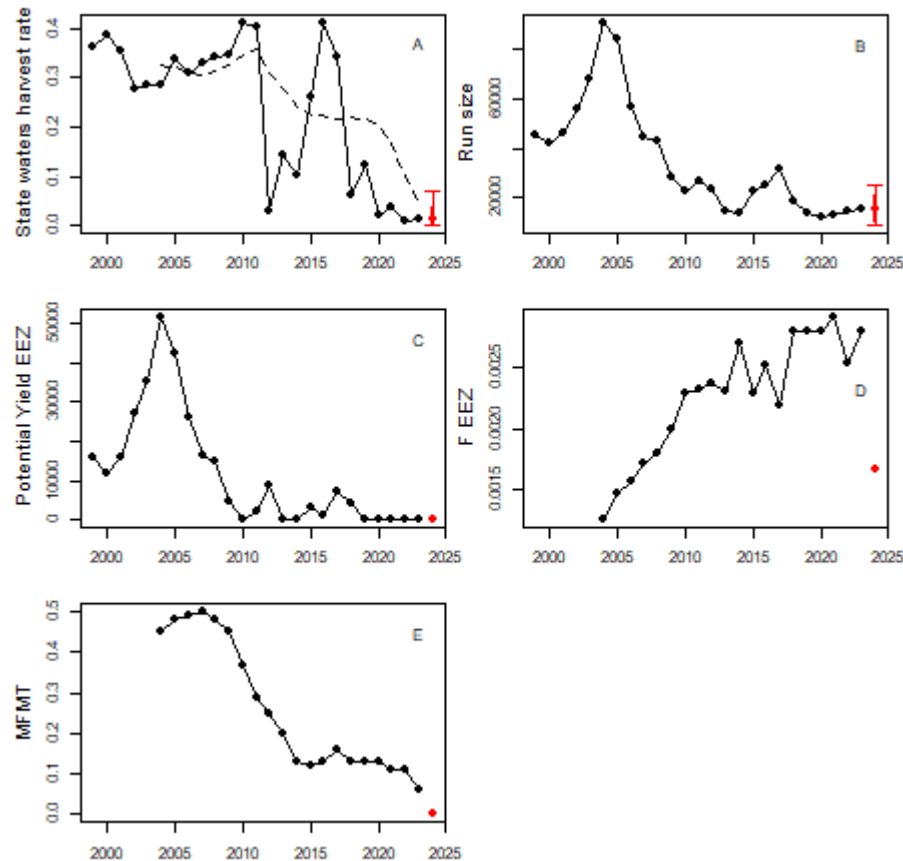 State waters harvest rate
0.0 0.1 0.2 0.3 0.4
A
2000 2005 2010 2015 2020 2025
Run size
20000 60000
B
2000 2005 2010 2015 2020 2025
Potential Yield EEZ
0 10000 30000 50000
C
2000 2005 2010 2015 2020 2025
F EEZ
0.0015 0.0020 0.0025
D
2000 2005 2010 2015 2020 2025
MFMT
0.0 0.1 0.2 0.3 0.4 0.5
E
2000 2005 2010 2015 2020 2025